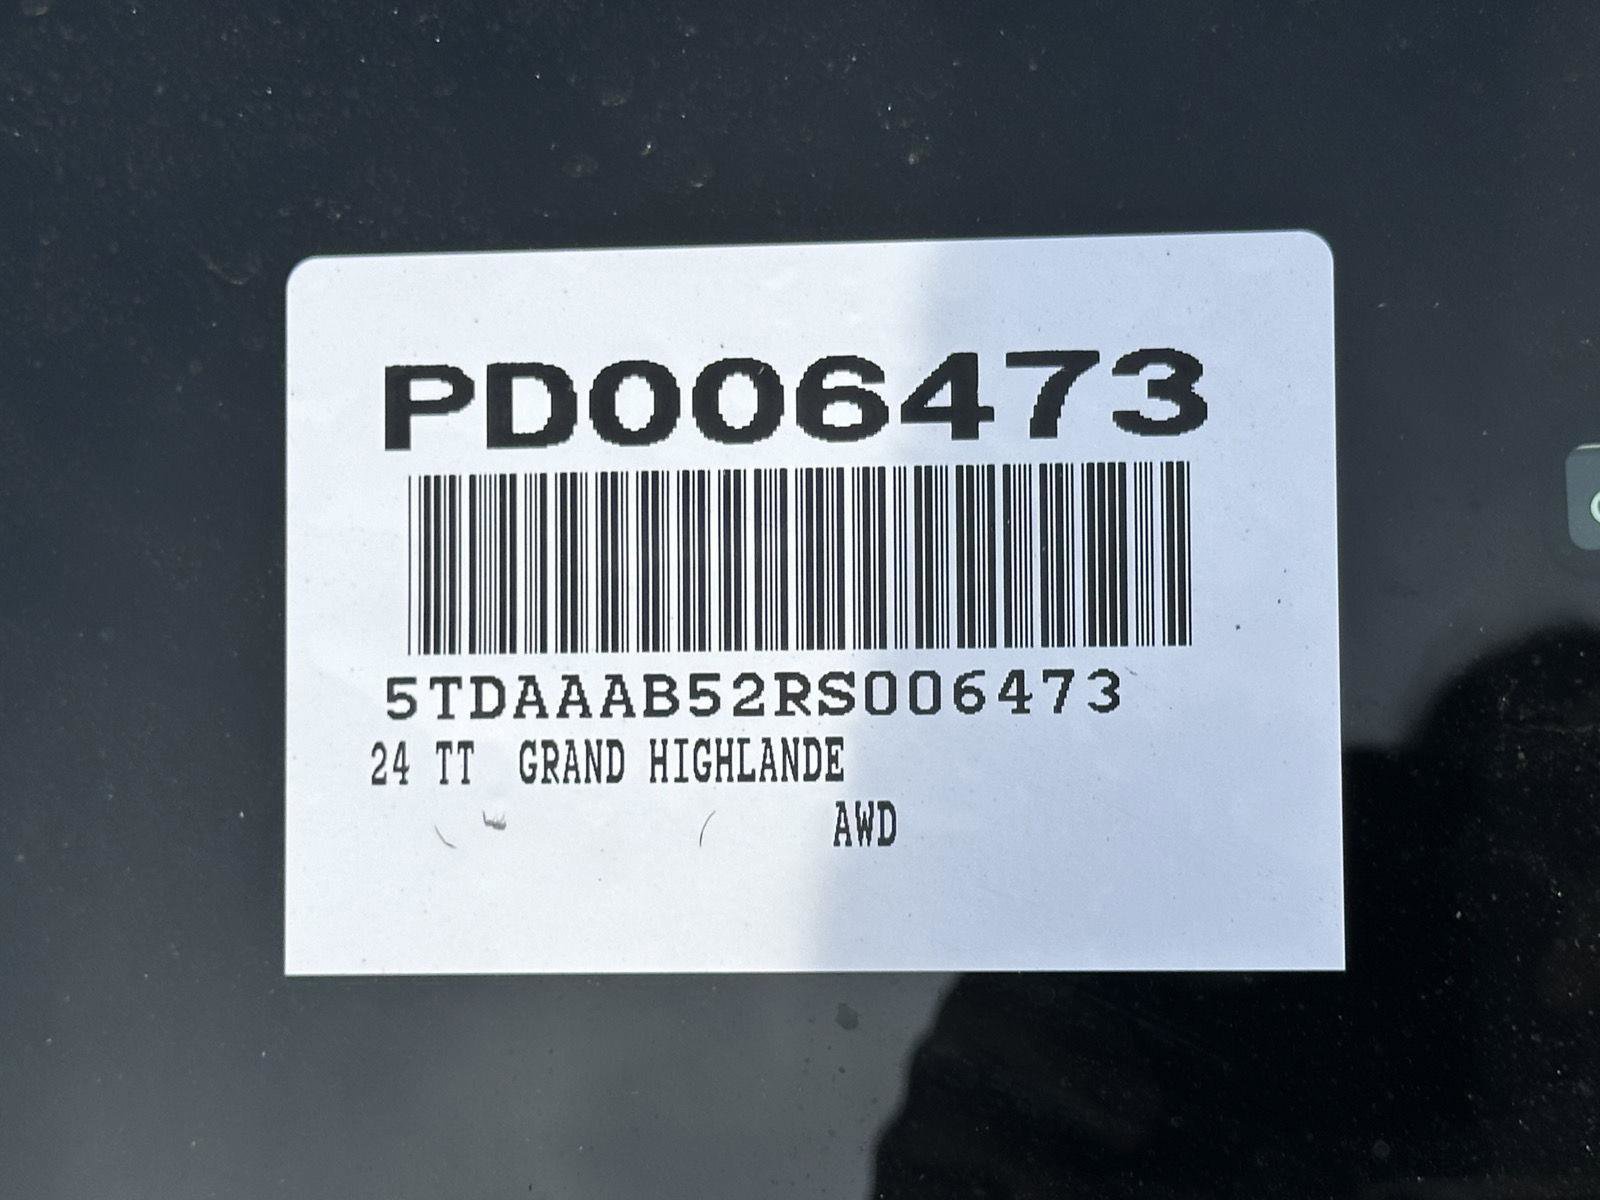 PD006473
5TDAAAB52RS006473
24 TT GRAND HIGHLANDE
AWD